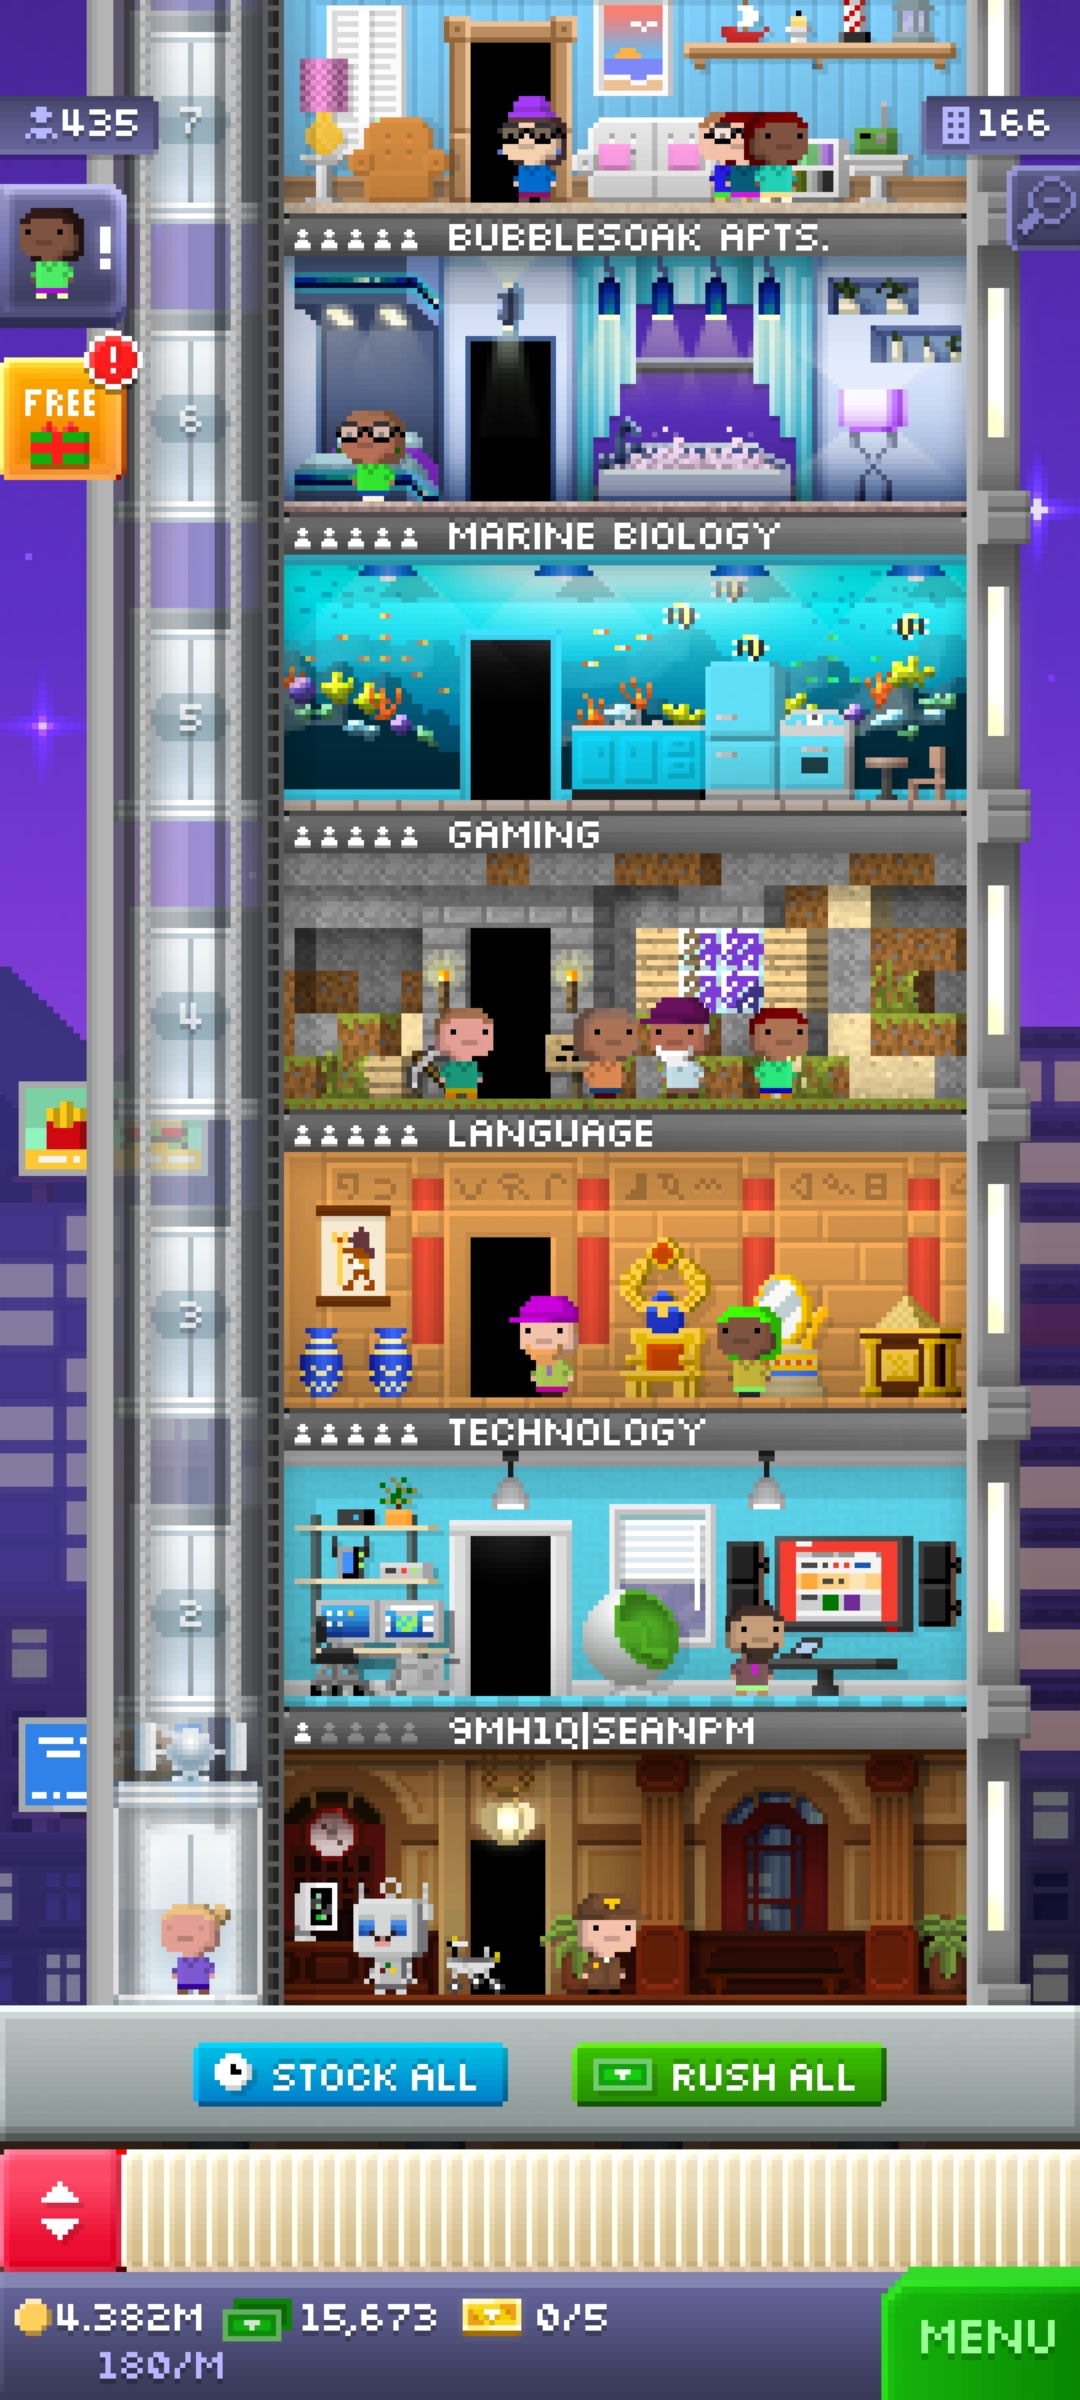 7
435
166
!
BUBBLESOAK APTS.
!
FREE
6
MARINE BIOLOGY
5
GAMING
4
LANGUAGE
3
TECHNOLOGY
2
9MH1Q|SEANPM
STOCK ALL
RUSH ALL
4.382M
15,673
0/5
180/M
MENU